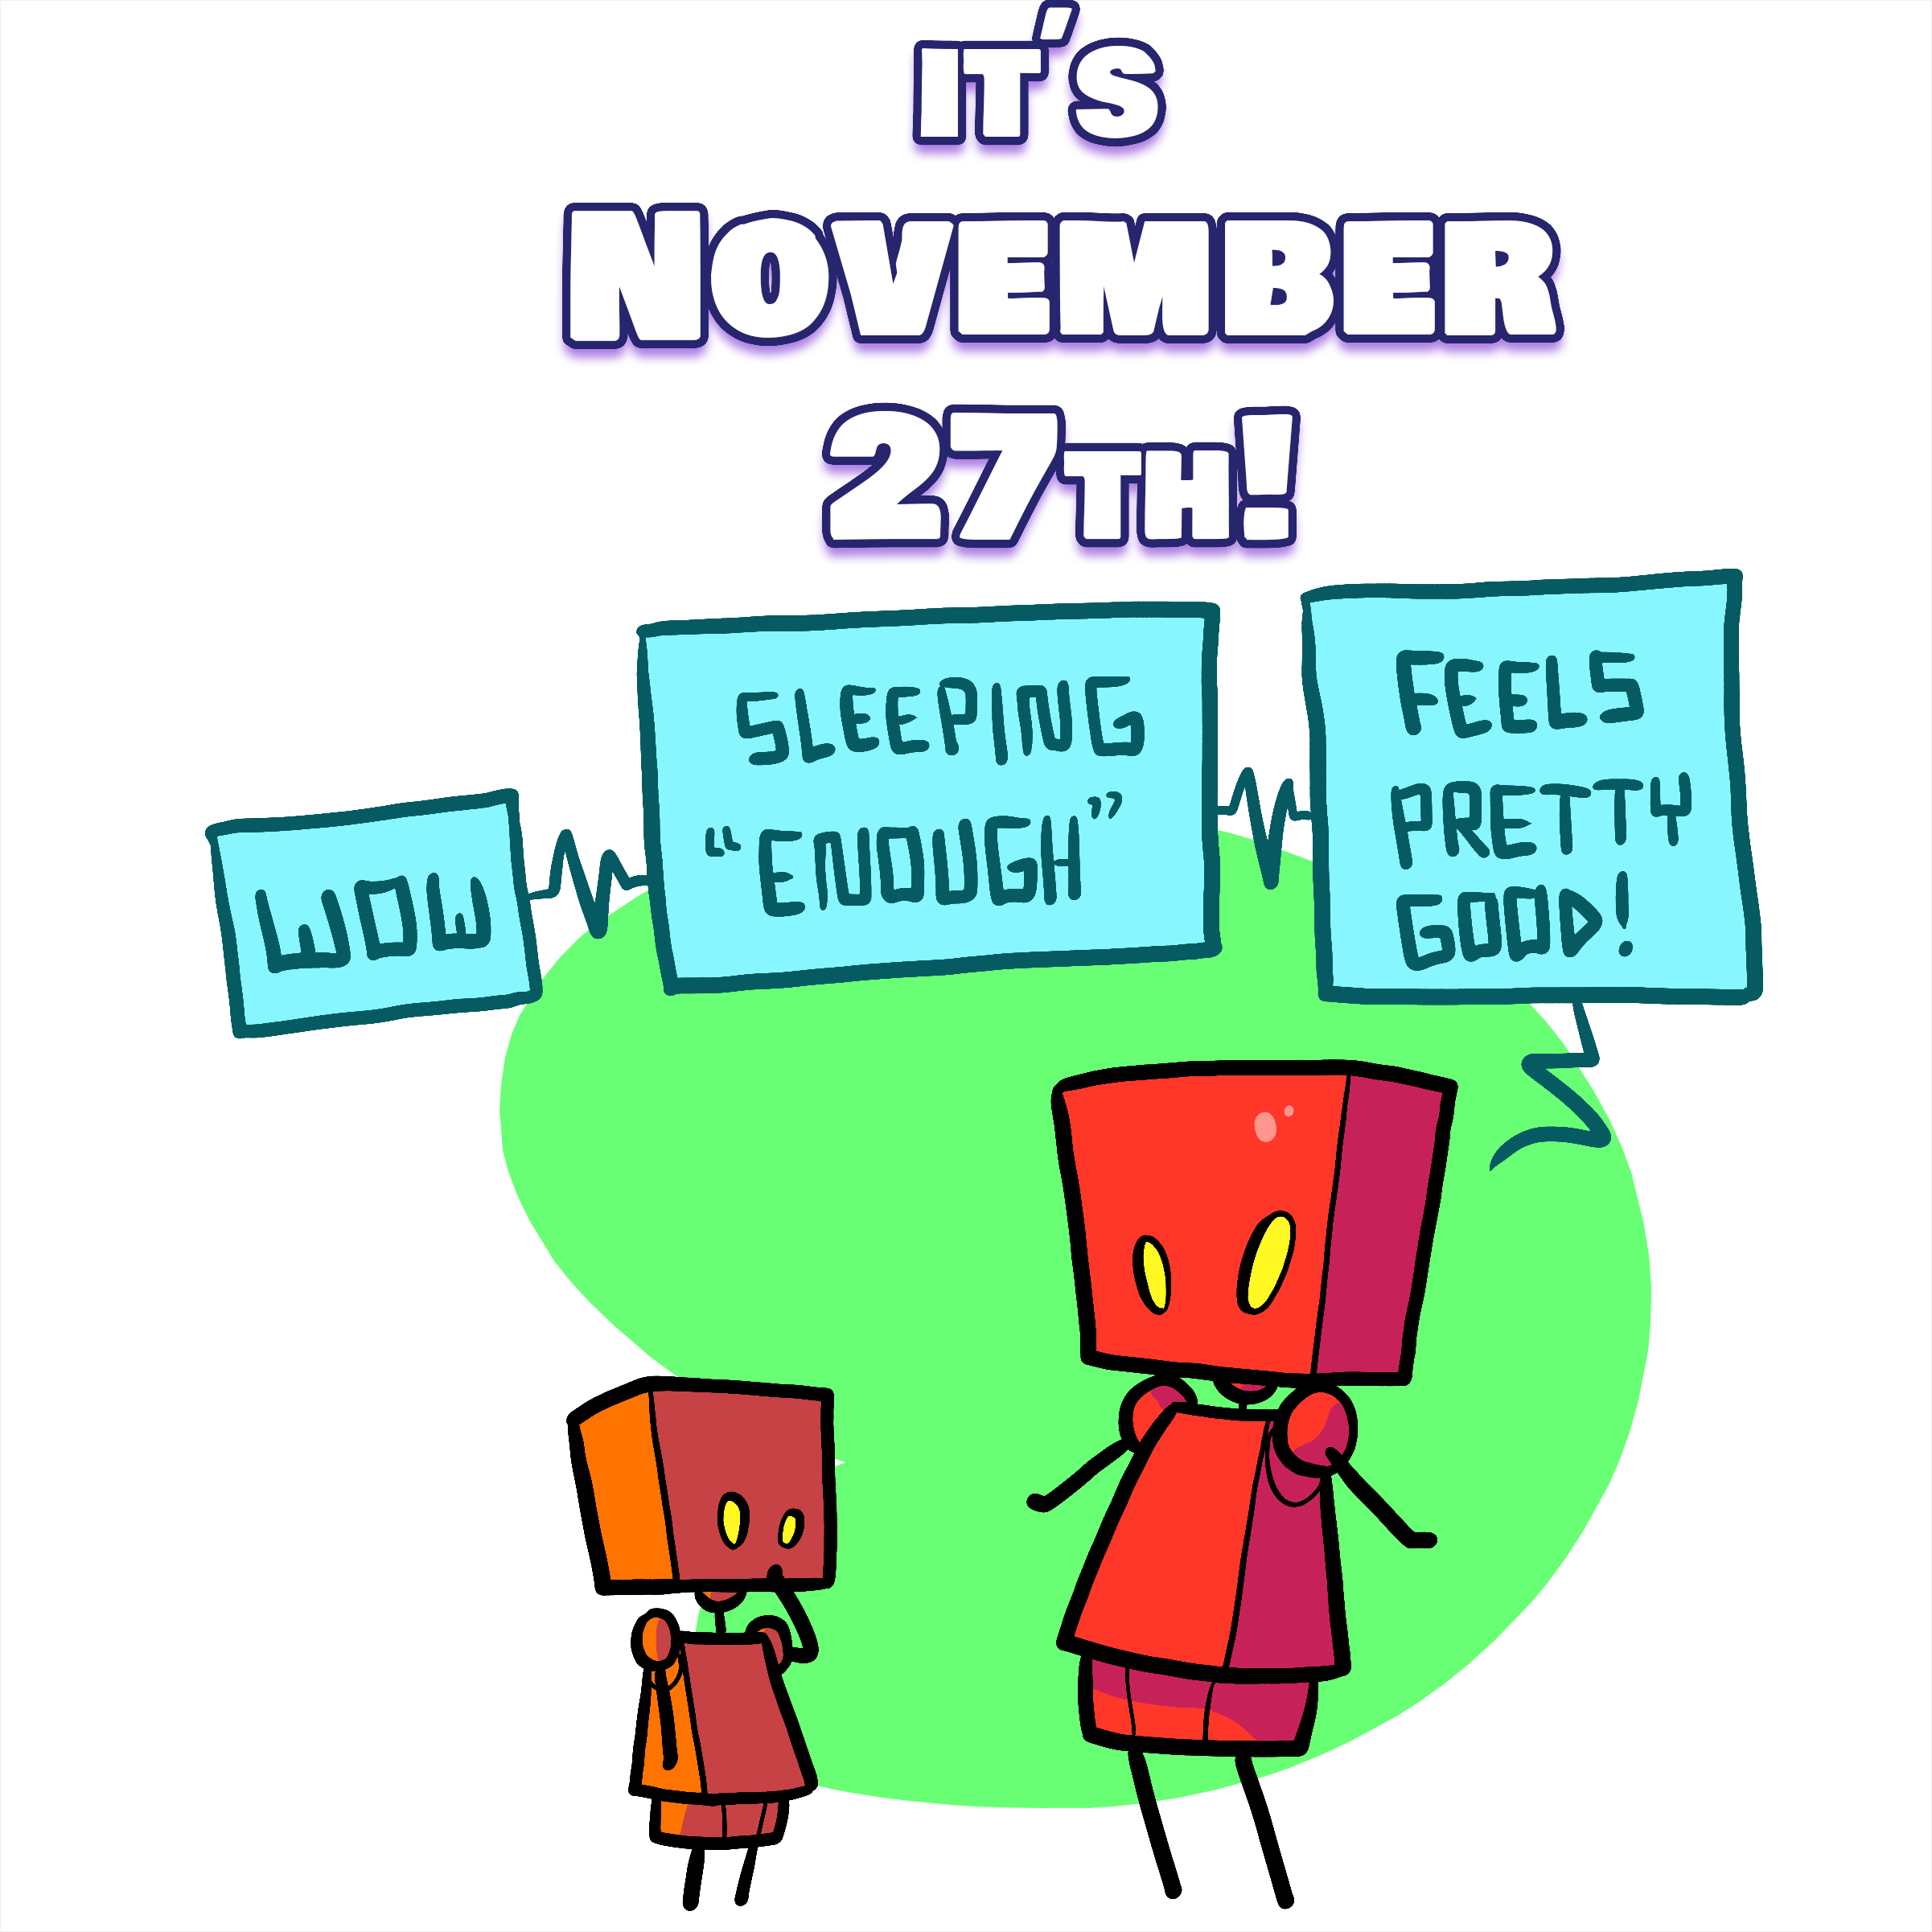 IT'S
NOVEMBER
27TH!
WOW
SLEEPING
“ENOUGH”
FEELS
PRETTY
GOOD!